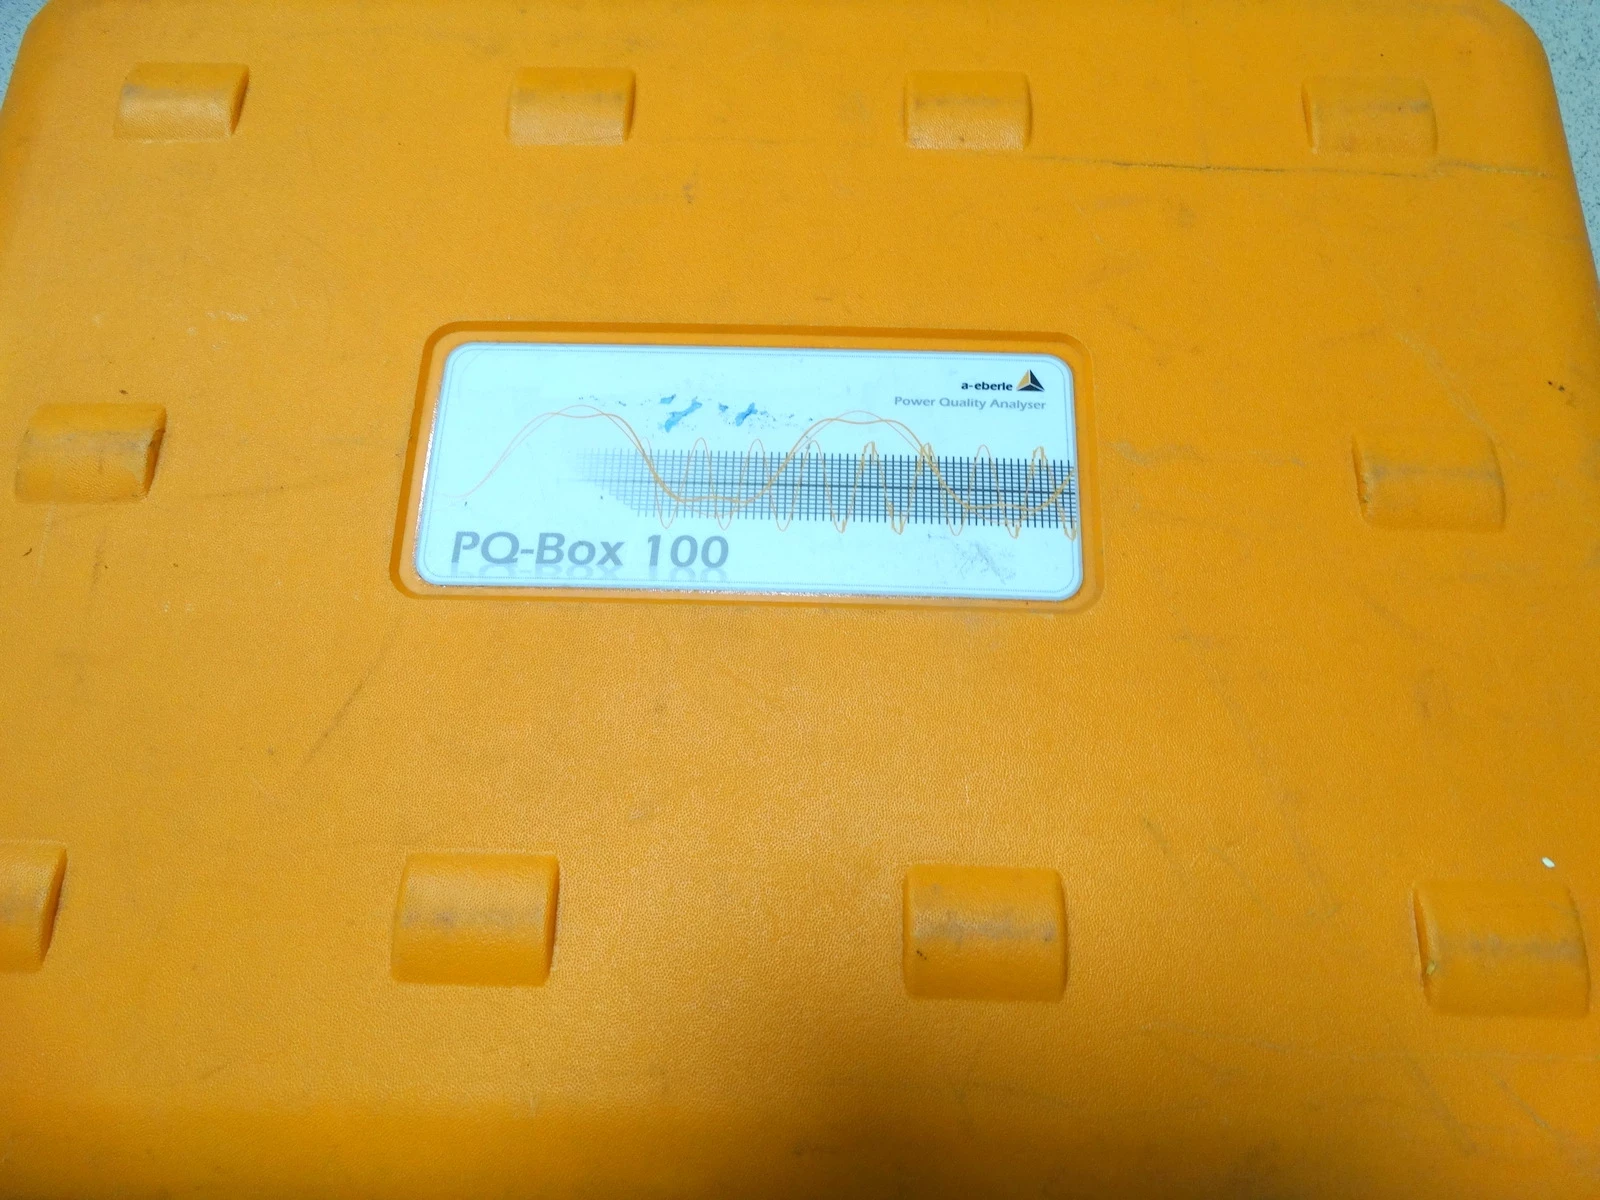 a-eberle
Power Quality Analyser
PQ-Box 100